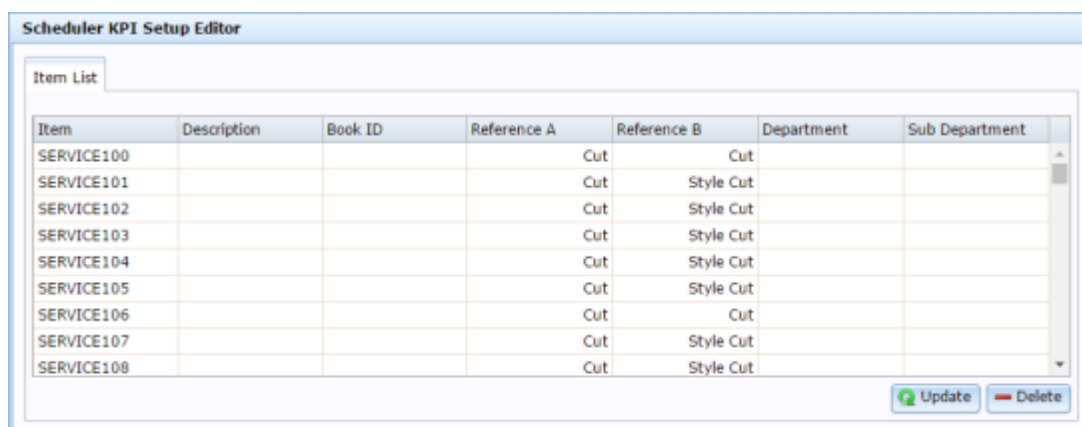 Scheduler KPI Setup Editor
Item List
Item Description Book ID Reference A Reference B Department Sub Department
SERVICE100 Cut Cut
SERVICE101 Cut Style Cut
SERVICE102 Cut Style Cut
SERVICE103 Cut Style Cut
SERVICE104 Cut Style Cut
SERVICE105 Cut Style Cut
SERVICE106 Cut Cut
SERVICE107 Cut Style Cut
SERVICE108 Cut Style Cut
Update Delete